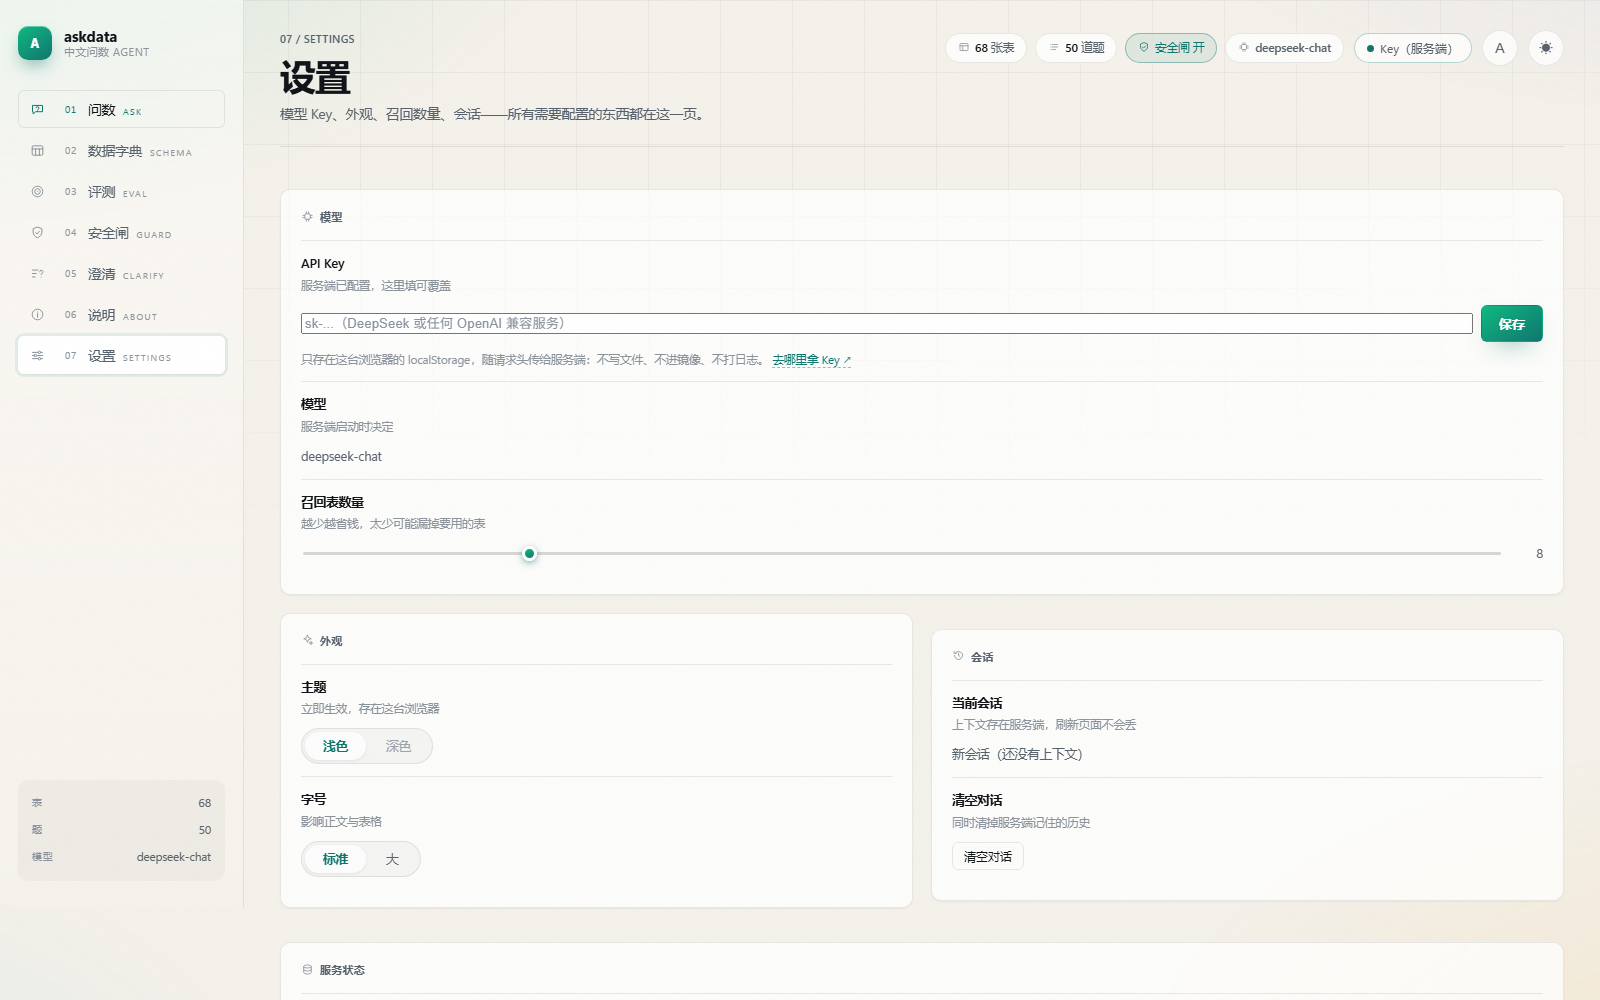 A
askdata
中文问数 AGENT
01 问数 ASK
02 数据字典 SCHEMA
03 评测 EVAL
04 安全闸 GUARD
05 澄清 CLARIFY
06 说明 ABOUT
07 设置 SETTINGS
表 68
题 50
模型 deepseek-chat
07 / SETTINGS
设置
模型 Key、外观、召回数量、会话——所有需要配置的东西都在这一页。
68 张表
50 道题
安全闸 开
deepseek-chat
Key（服务端）
A
模型
API Key
服务端已配置，这里填可覆盖
sk-...（DeepSeek 或任何 OpenAI 兼容服务）
保存
只存在这台浏览器的 localStorage，随请求头传给服务端：不写文件、不进镜像、不打日志。 去哪里拿 Key ↗
模型
服务端启动时决定
deepseek-chat
召回表数量
越少越省钱，太少可能漏掉要用的表
8
外观
主题
立即生效，存在这台浏览器
浅色 深色
字号
影响正文与表格
标准 大
会话
当前会话
上下文存在服务端，刷新页面不会丢
新会话（还没有上下文）
清空对话
同时清掉服务端记住的历史
清空对话
服务状态